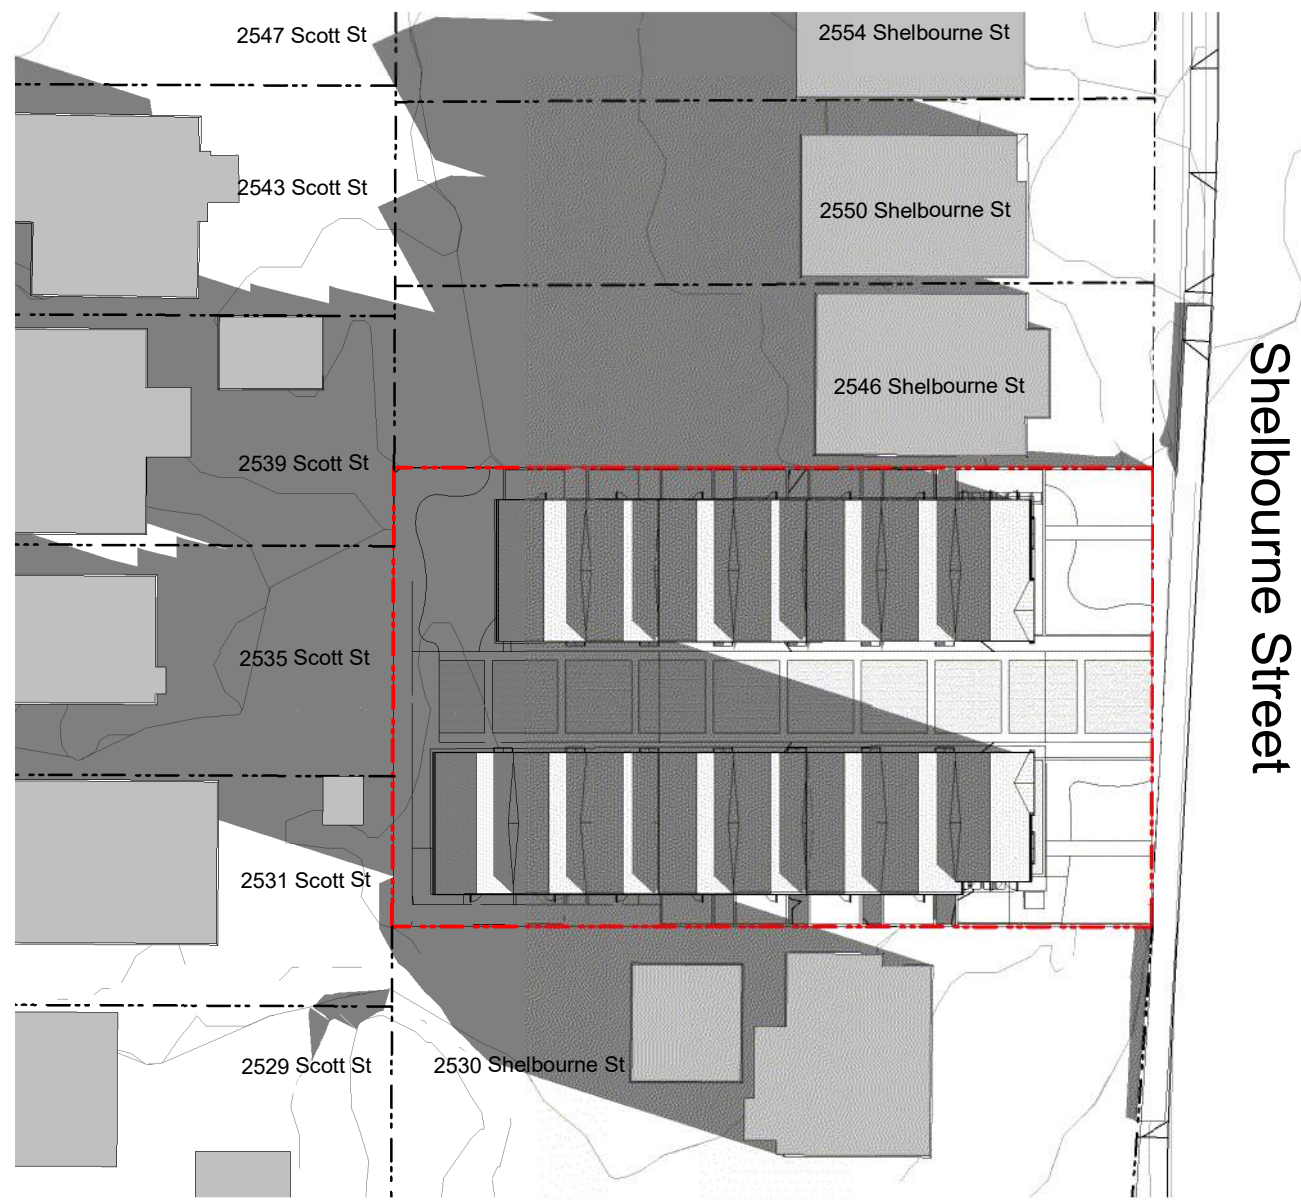 2547 Scott St
2554 Shelbourne St
2543 Scott St
2550 Shelbourne St
2546 Shelbourne St
2539 Scott St
2535 Scott St
2531 Scott St
2529 Scott St
2530 Shelbourne St
Shelbourne Street